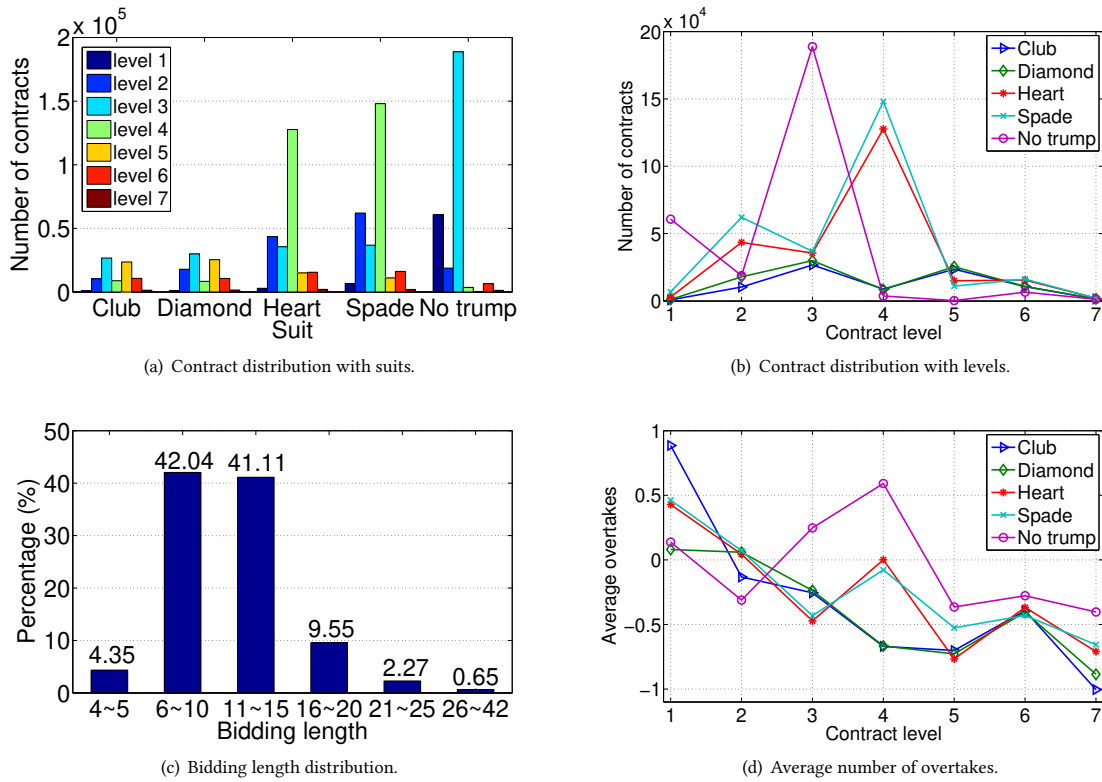 x 10^5
2
1.5
1
0.5
0
Number of contracts
level 1
level 2
level 3
level 4
level 5
level 6
level 7
Club Diamond Heart Spade No trump
Suit
(a) Contract distribution with suits.
x 10^4
20
15
10
5
0
Number of contracts
Club
Diamond
Heart
Spade
No trump
1 2 3 4 5 6 7
Contract level
(b) Contract distribution with levels.
50
40
30
20
10
0
Percentage (%)
4.35
42.04
41.11
9.55
2.27
0.65
4~5 6~10 11~15 16~20 21~25 26~42
Bidding length
(c) Bidding length distribution.
1
0.5
0
−0.5
−1
Average overtakes
Club
Diamond
Heart
Spade
No trump
1 2 3 4 5 6 7
Contract level
(d) Average number of overtakes.